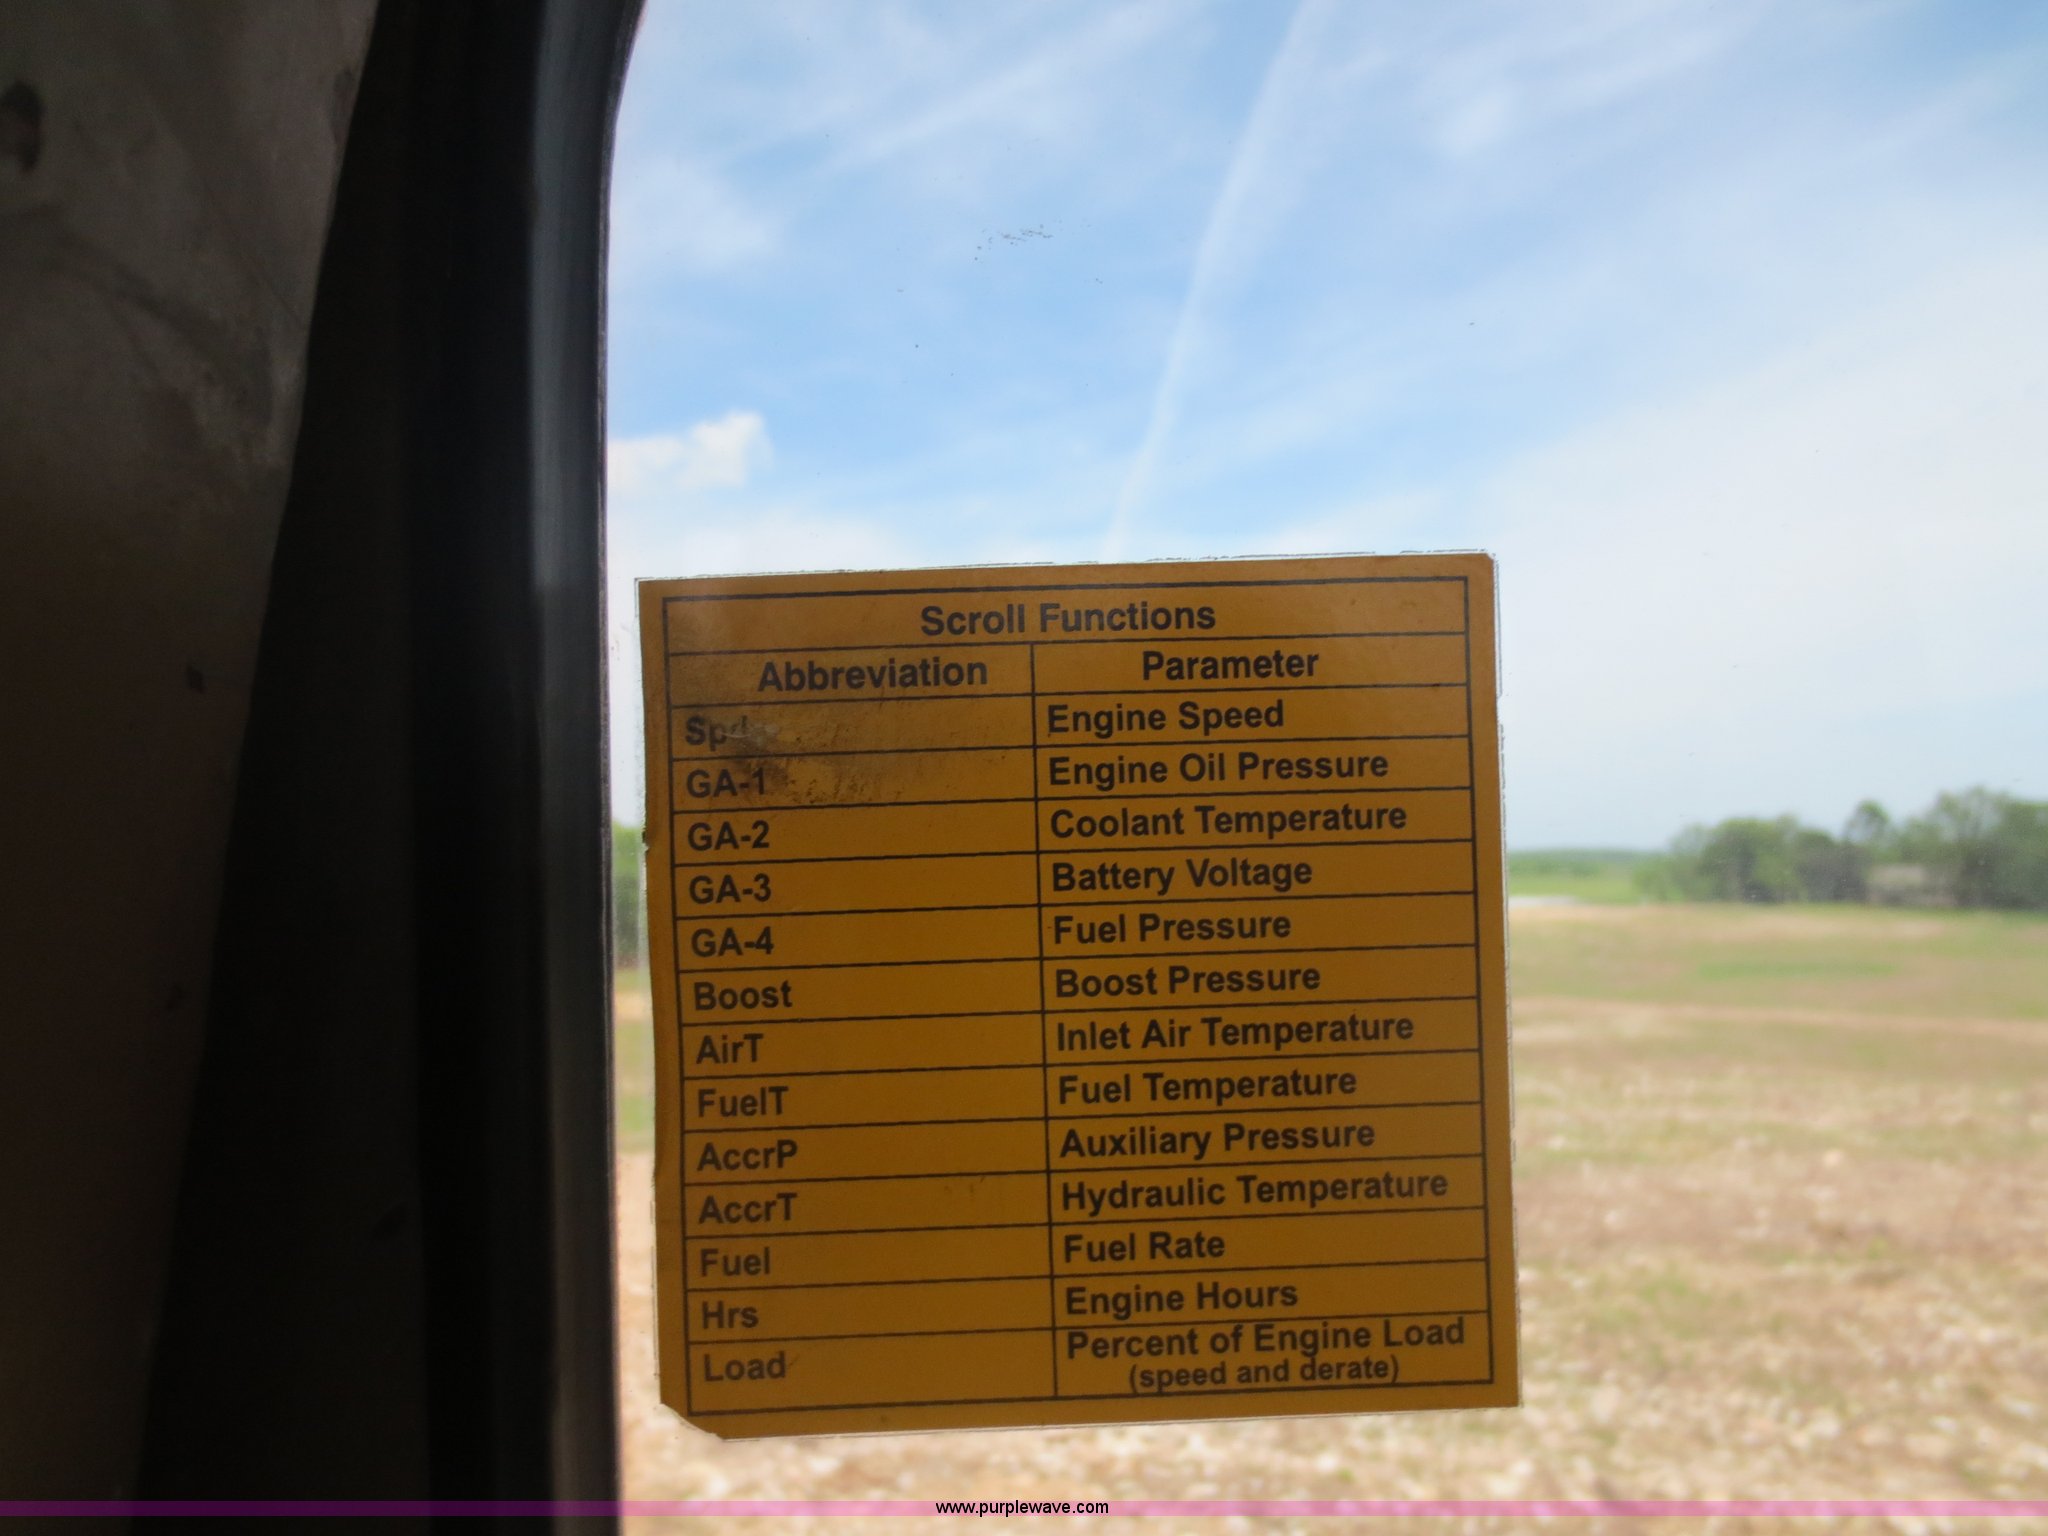 Scroll Functions
Abbreviation Parameter
Spd Engine Speed
GA-1 Engine Oil Pressure
GA-2 Coolant Temperature
GA-3 Battery Voltage
GA-4 Fuel Pressure
Boost Boost Pressure
AirT Inlet Air Temperature
FuelT Fuel Temperature
AccrP Auxiliary Pressure
AccrT Hydraulic Temperature
Fuel Fuel Rate
Hrs Engine Hours
Load Percent of Engine Load
(speed and derate)
www.purplewave.com